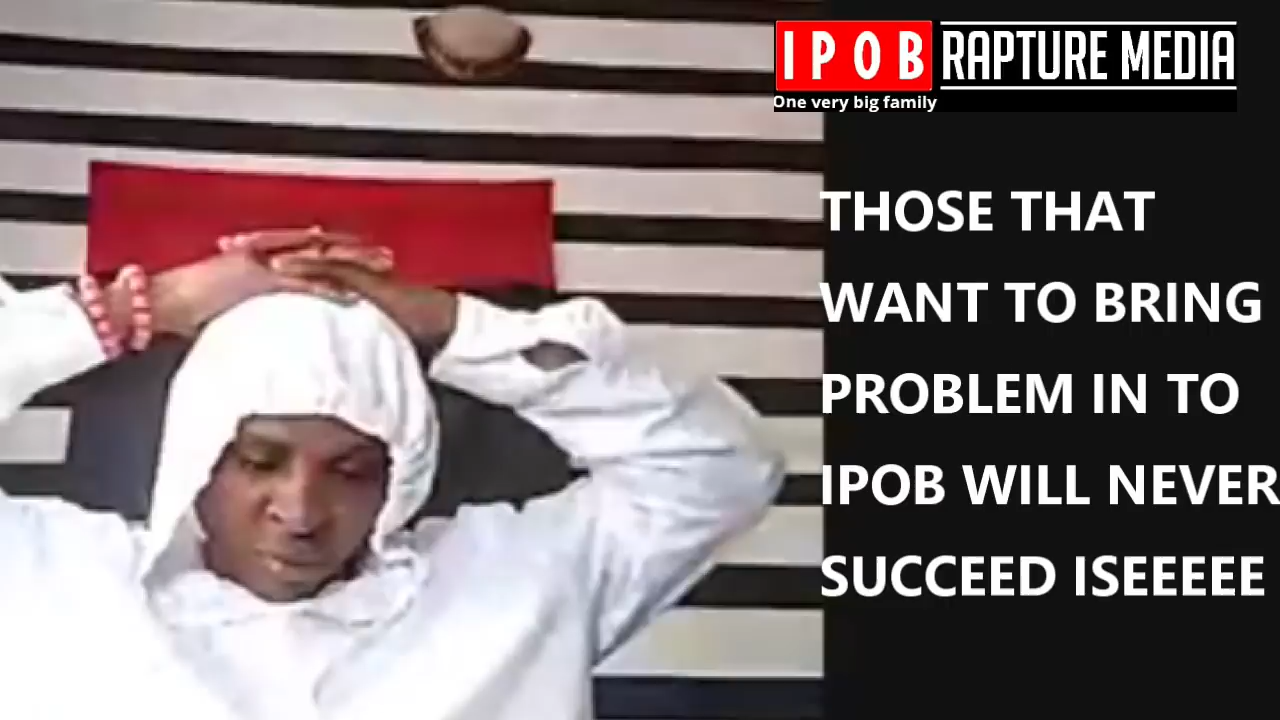 IPOB RAPTURE MEDIA
One very big family
THOSE THAT
WANT TO BRING
PROBLEM IN TO
IPOB WILL NEVER
SUCCEED ISEEEEE